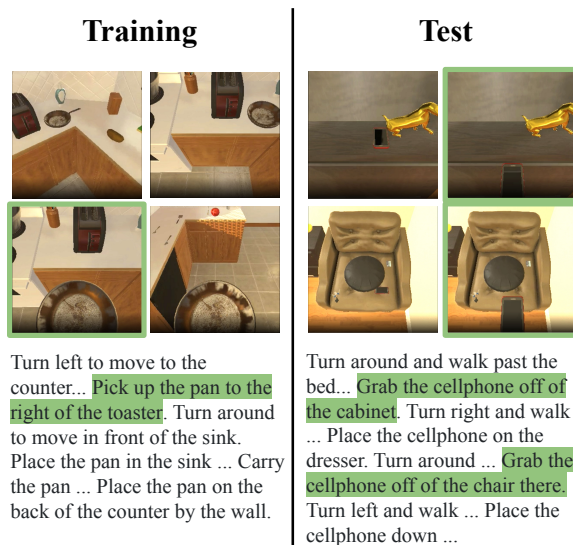 Training
Turn left to move to the
counter... Pick up the pan to the
right of the toaster. Turn around
to move in front of the sink.
Place the pan in the sink ... Carry
the pan ... Place the pan on the
back of the counter by the wall.
Test
Turn around and walk past the
bed... Grab the cellphone off of
the cabinet. Turn right and walk
... Place the cellphone on the
dresser. Turn around ... Grab the
cellphone off of the chair there.
Turn left and walk ... Place the
cellphone down ...